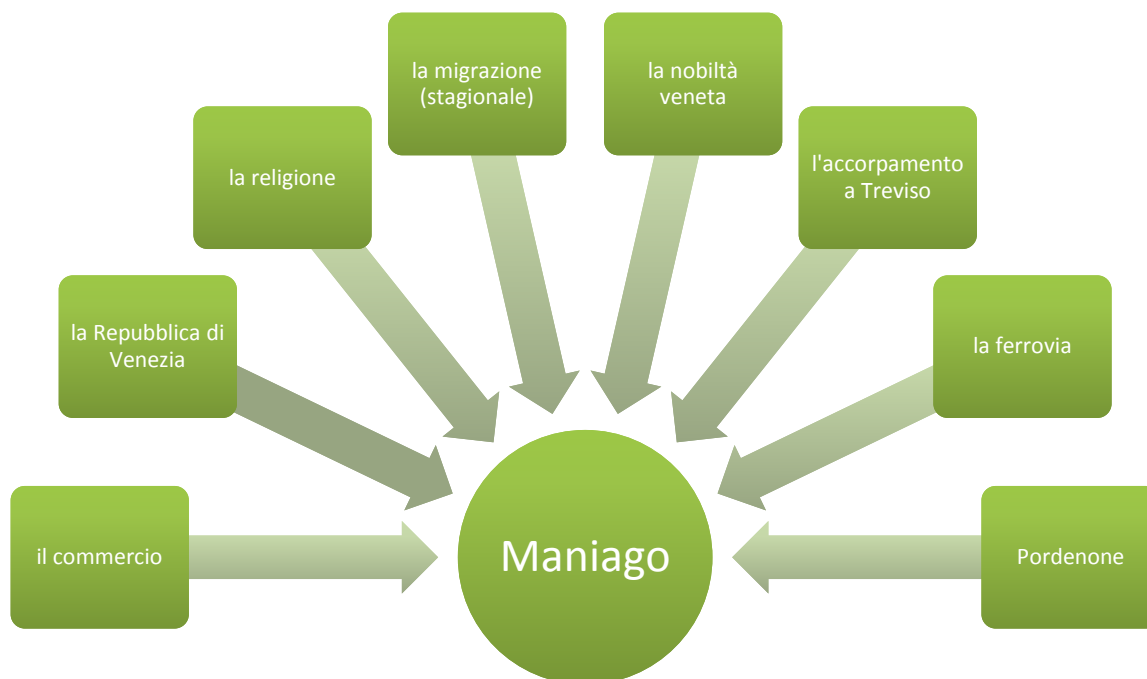 la migrazione
(stagionale)
la nobiltà
veneta
la religione
l'accorpamento
a Treviso
la Repubblica di
Venezia
la ferrovia
il commercio
Maniago
Pordenone